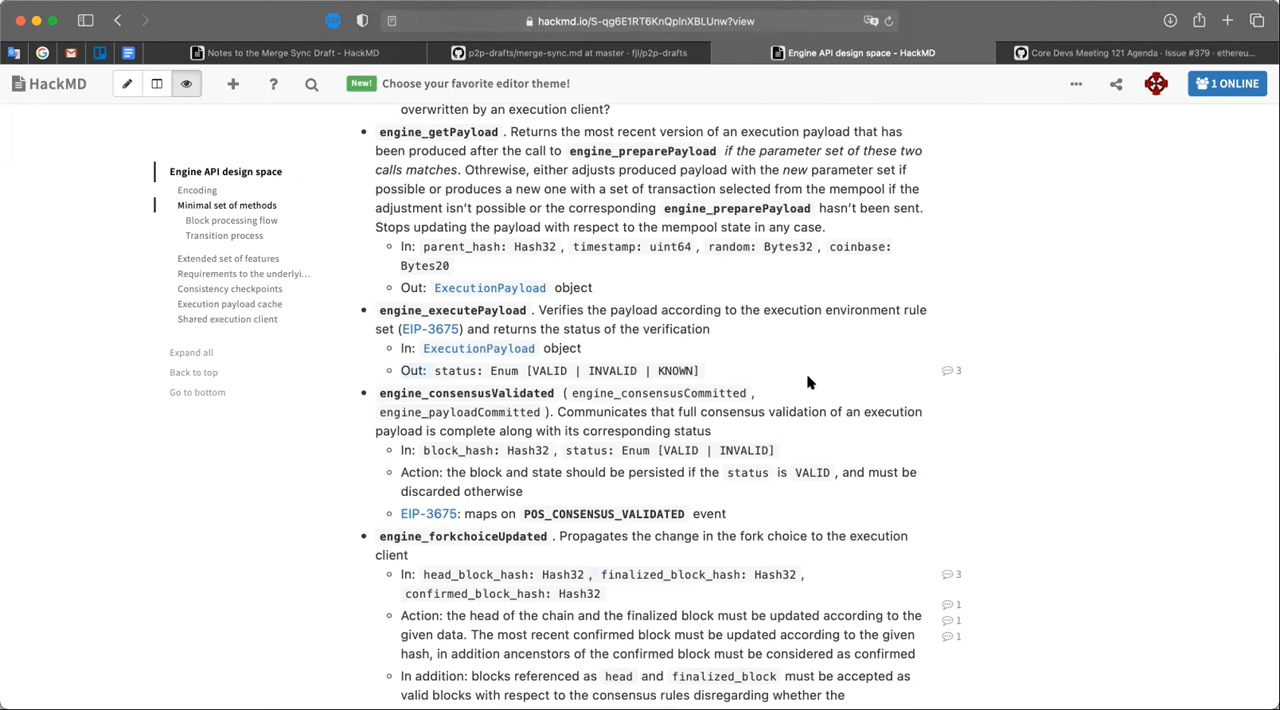 hackmd.io/S-qg6E1RT6KnQplnXBLUnw?view
Notes to the Merge Sync Draft - HackMD
p2p-drafts/merge-sync.md at master · fjl/p2p-drafts
Engine API design space - HackMD
Core Devs Meeting 121 Agenda · Issue #379 · ethereu...
HackMD
New!
Choose your favorite editor theme!
1 ONLINE
Engine API design space
Encoding
Minimal set of methods
Block processing flow
Transition process
Extended set of features
Requirements to the underlyi...
Consistency checkpoints
Execution payload cache
Shared execution client
Expand all
Back to top
Go to bottom
overwritten by an execution client?
engine_getPayload . Returns the most recent version of an execution payload that has
been produced after the call to engine_preparePayload if the parameter set of these two
calls matches. Othrewise, either adjusts produced payload with the new parameter set if
possible or produces a new one with a set of transaction selected from the mempool if the
adjustment isn't possible or the corresponding engine_preparePayload hasn't been sent.
Stops updating the payload with respect to the mempool state in any case.
In: parent_hash: Hash32 , timestamp: uint64 , random: Bytes32 , coinbase:
Bytes20
Out: ExecutionPayload object
engine_executePayload . Verifies the payload according to the execution environment rule
set (EIP-3675) and returns the status of the verification
In: ExecutionPayload object
Out: status: Enum [VALID | INVALID | KNOWN]
3
engine_consensusValidated ( engine_consensusCommitted ,
engine_payloadCommitted ). Communicates that full consensus validation of an execution
payload is complete along with its corresponding status
In: block_hash: Hash32 , status: Enum [VALID | INVALID]
Action: the block and state should be persisted if the status is VALID , and must be
discarded otherwise
EIP-3675: maps on POS_CONSENSUS_VALIDATED event
engine_forkchoiceUpdated . Propagates the change in the fork choice to the execution
client
In: head_block_hash: Hash32 , finalized_block_hash: Hash32 ,
3
confirmed_block_hash: Hash32
1
Action: the head of the chain and the finalized block must be updated according to the
1
given data. The most recent confirmed block must be updated according to the given
1
hash, in addition ancenstors of the confirmed block must be considered as confirmed
In addition: blocks referenced as head and finalized_block must be accepted as
valid blocks with respect to the consensus rules disregarding whether the